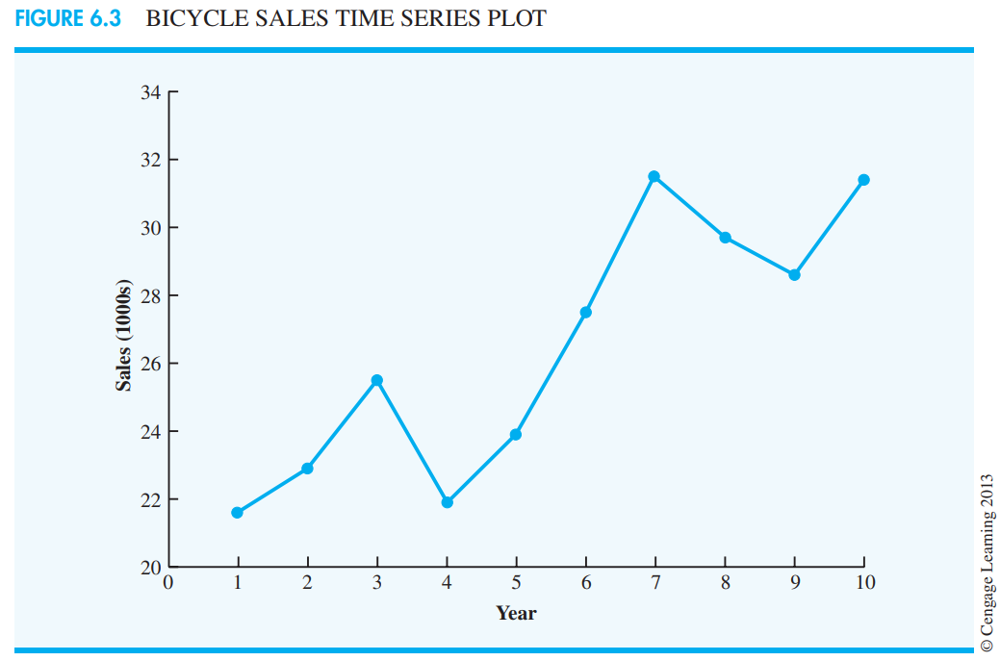 FIGURE 6.3 BICYCLE SALES TIME SERIES PLOT
34
32
30
28
26
24
22
20
Sales (1000s)
0 1 2 3 4 5 6 7 8 9 10
Year
© Cengage Learning 2013